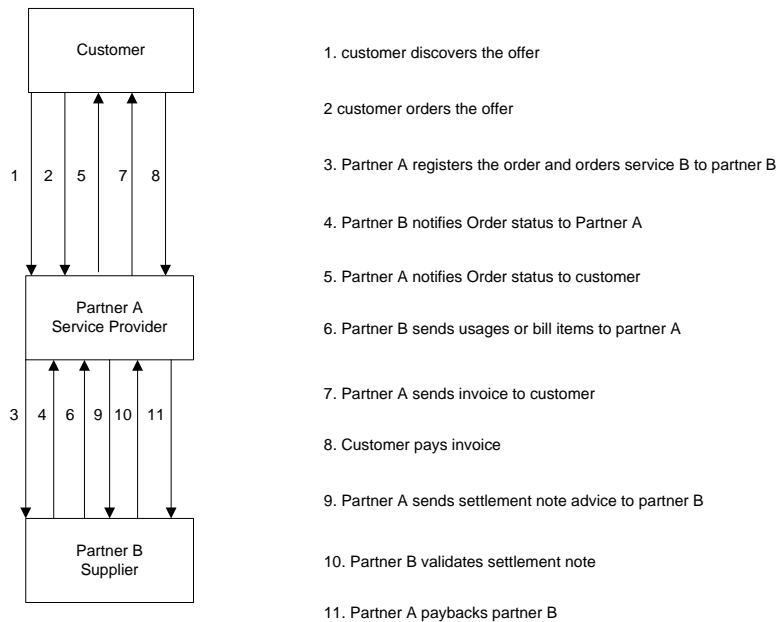 Customer
1
2
5
7
8
Partner A
Service Provider
3
4
6
9
10
11
Partner B
Supplier
1. customer discovers the offer
2 customer orders the offer
3. Partner A registers the order and orders service B to partner B
4. Partner B notifies Order status to Partner A
5. Partner A notifies Order status to customer
6. Partner B sends usages or bill items to partner A
7. Partner A sends invoice to customer
8. Customer pays invoice
9. Partner A sends settlement note advice to partner B
10. Partner B validates settlement note
11. Partner A paybacks partner B